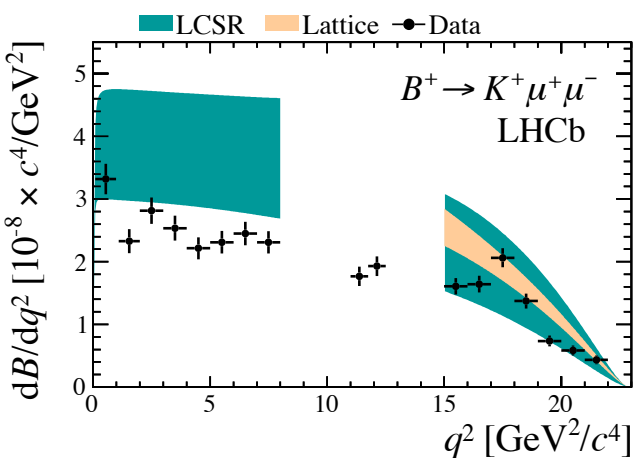 LCSR Lattice Data
dB/dq² [10⁻⁸ × c⁴/GeV²]
B⁺ → K⁺μ⁺μ⁻
LHCb
5
4
3
2
1
0
0 5 10 15 20
q² [GeV²/c⁴]